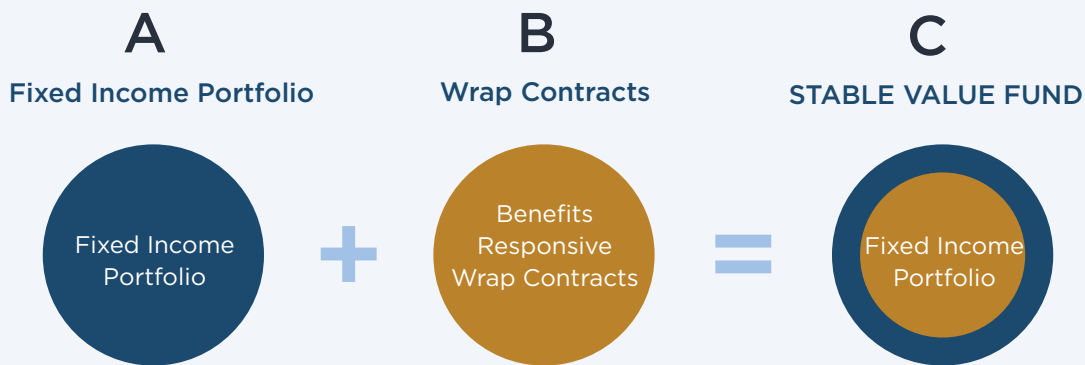 A
Fixed Income Portfolio
Fixed Income
Portfolio
+
B
Wrap Contracts
Benefits
Responsive
Wrap Contracts
=
C
STABLE VALUE FUND
Fixed Income
Portfolio